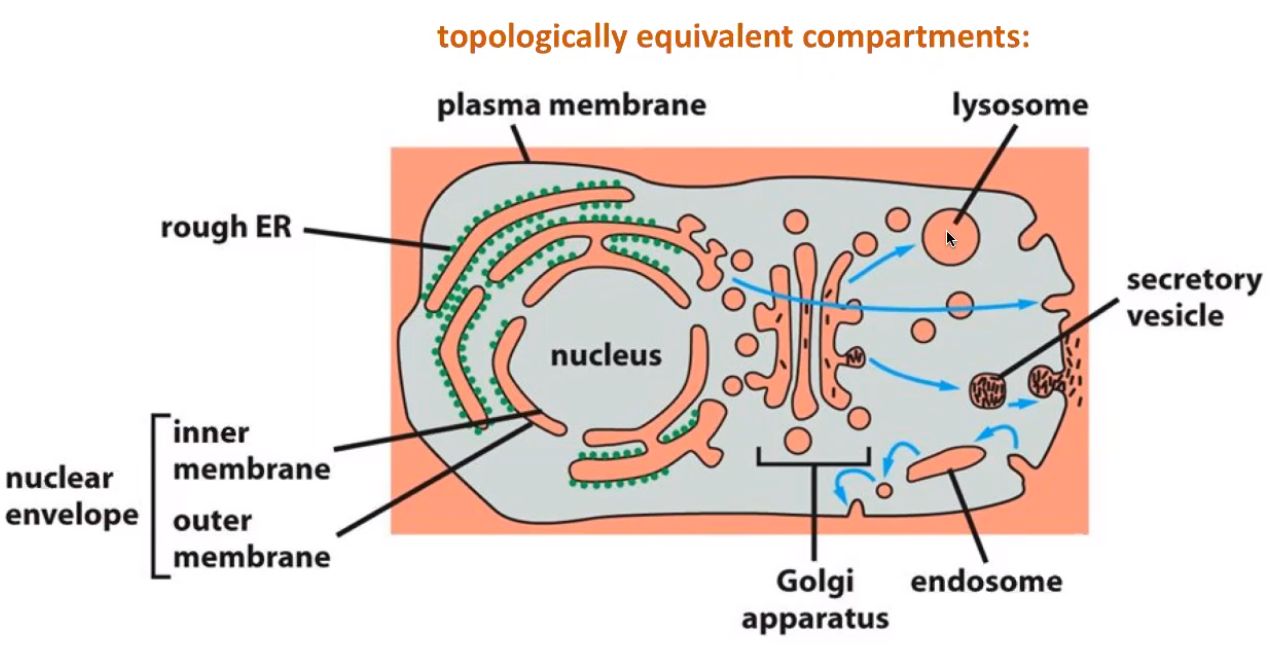 topologically equivalent compartments:
plasma membrane
lysosome
rough ER
secretory
vesicle
nucleus
nuclear
envelope
inner
membrane
outer
membrane
Golgi
apparatus
endosome